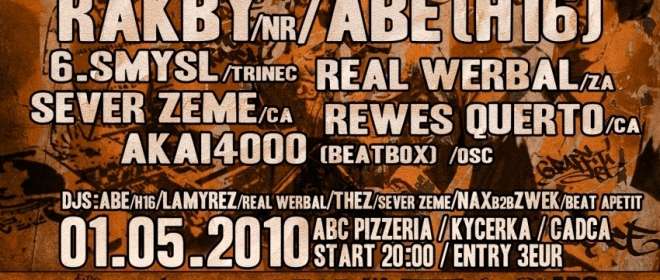 RAKBY/NR/ABE(H16)
6.SMYSL/TRINEC REAL WERBAL/ZA
SEVER ZEME/CA REWES QUERTO/CA
AKAI4000 (BEATBOX) /OSC
GRAFFITI
DJS:ABE/H16/LAMYREZ/REAL WERBAL/THEZ/SEVER ZEME/NAXB2BZWEK/BEAT APETIT
01.05.2010 ABC PIZZERIA / KYCERKA / CADCA
START 20:00 / ENTRY 3EUR